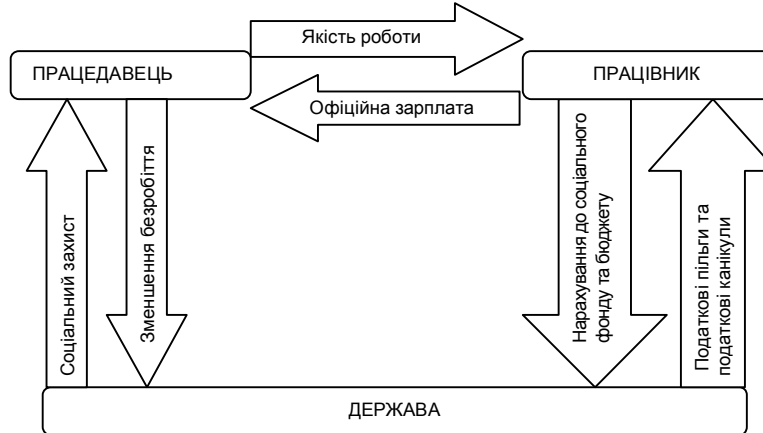 Якість роботи
ПРАЦЕДАВЕЦЬ
ПРАЦІВНИК
Офіційна зарплата
Соціальний захист
Зменшення безробіття
Нарахування до соціального
фонду та бюджету
Податкові пільги та
податкові канікули
ДЕРЖАВА